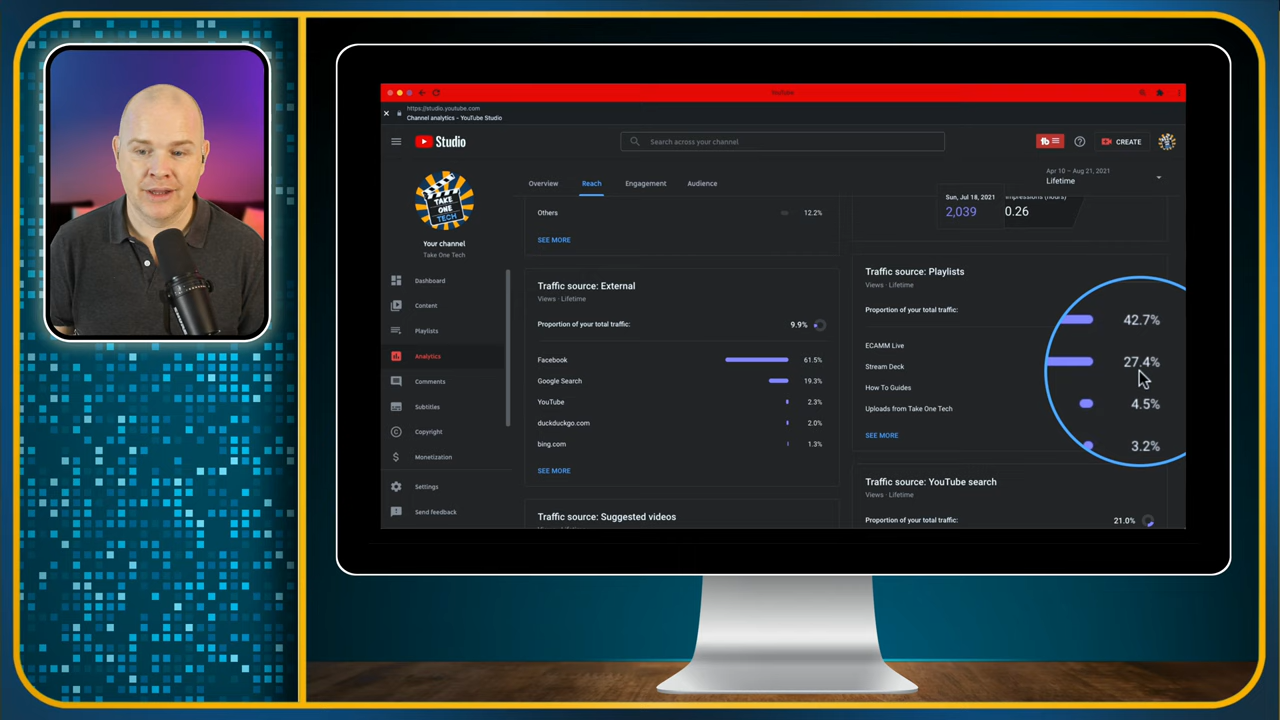 YouTube
https://studio.youtube.com
Channel analytics - YouTube Studio
Studio
Search across your channel
tb
CREATE
TAKE
ONE
TECH
Your channel
Take One Tech
Dashboard
Content
Playlists
Analytics
Comments
Subtitles
Copyright
Monetization
Settings
Send feedback
Overview
Reach
Engagement
Audience
Apr 10 – Aug 21, 2021
Lifetime
Others
12.2%
SEE MORE
Traffic source: External
Views · Lifetime
Proportion of your total traffic:
9.9%
Facebook
61.5%
Google Search
19.3%
YouTube
2.3%
duckduckgo.com
2.0%
bing.com
1.3%
SEE MORE
Traffic source: Suggested videos
Sun, Jul 18, 2021
2,039
impressions (hours)
0.26
Traffic source: Playlists
Views · Lifetime
Proportion of your total traffic:
ECAMM Live
42.7%
Stream Deck
27.4%
How To Guides
4.5%
Uploads from Take One Tech
3.2%
SEE MORE
Traffic source: YouTube search
Views · Lifetime
Proportion of your total traffic:
21.0%